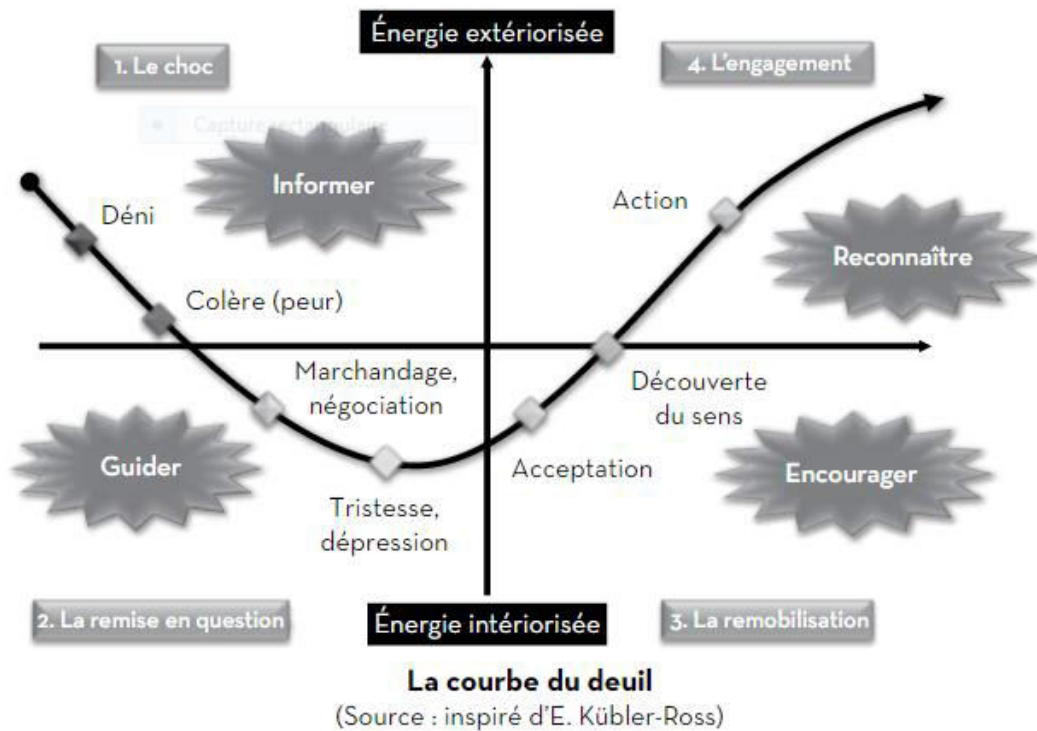 Énergie extériorisée
1. Le choc
4. L'engagement
Capture rectangulaire
Informer
Déni
Action
Reconnaître
Colère (peur)
Marchandage,
négociation
Découverte
du sens
Guider
Acceptation
Encourager
Tristesse,
dépression
2. La remise en question
Énergie intériorisée
3. La remobilisation
La courbe du deuil
(Source : inspiré d'E. Kübler-Ross)